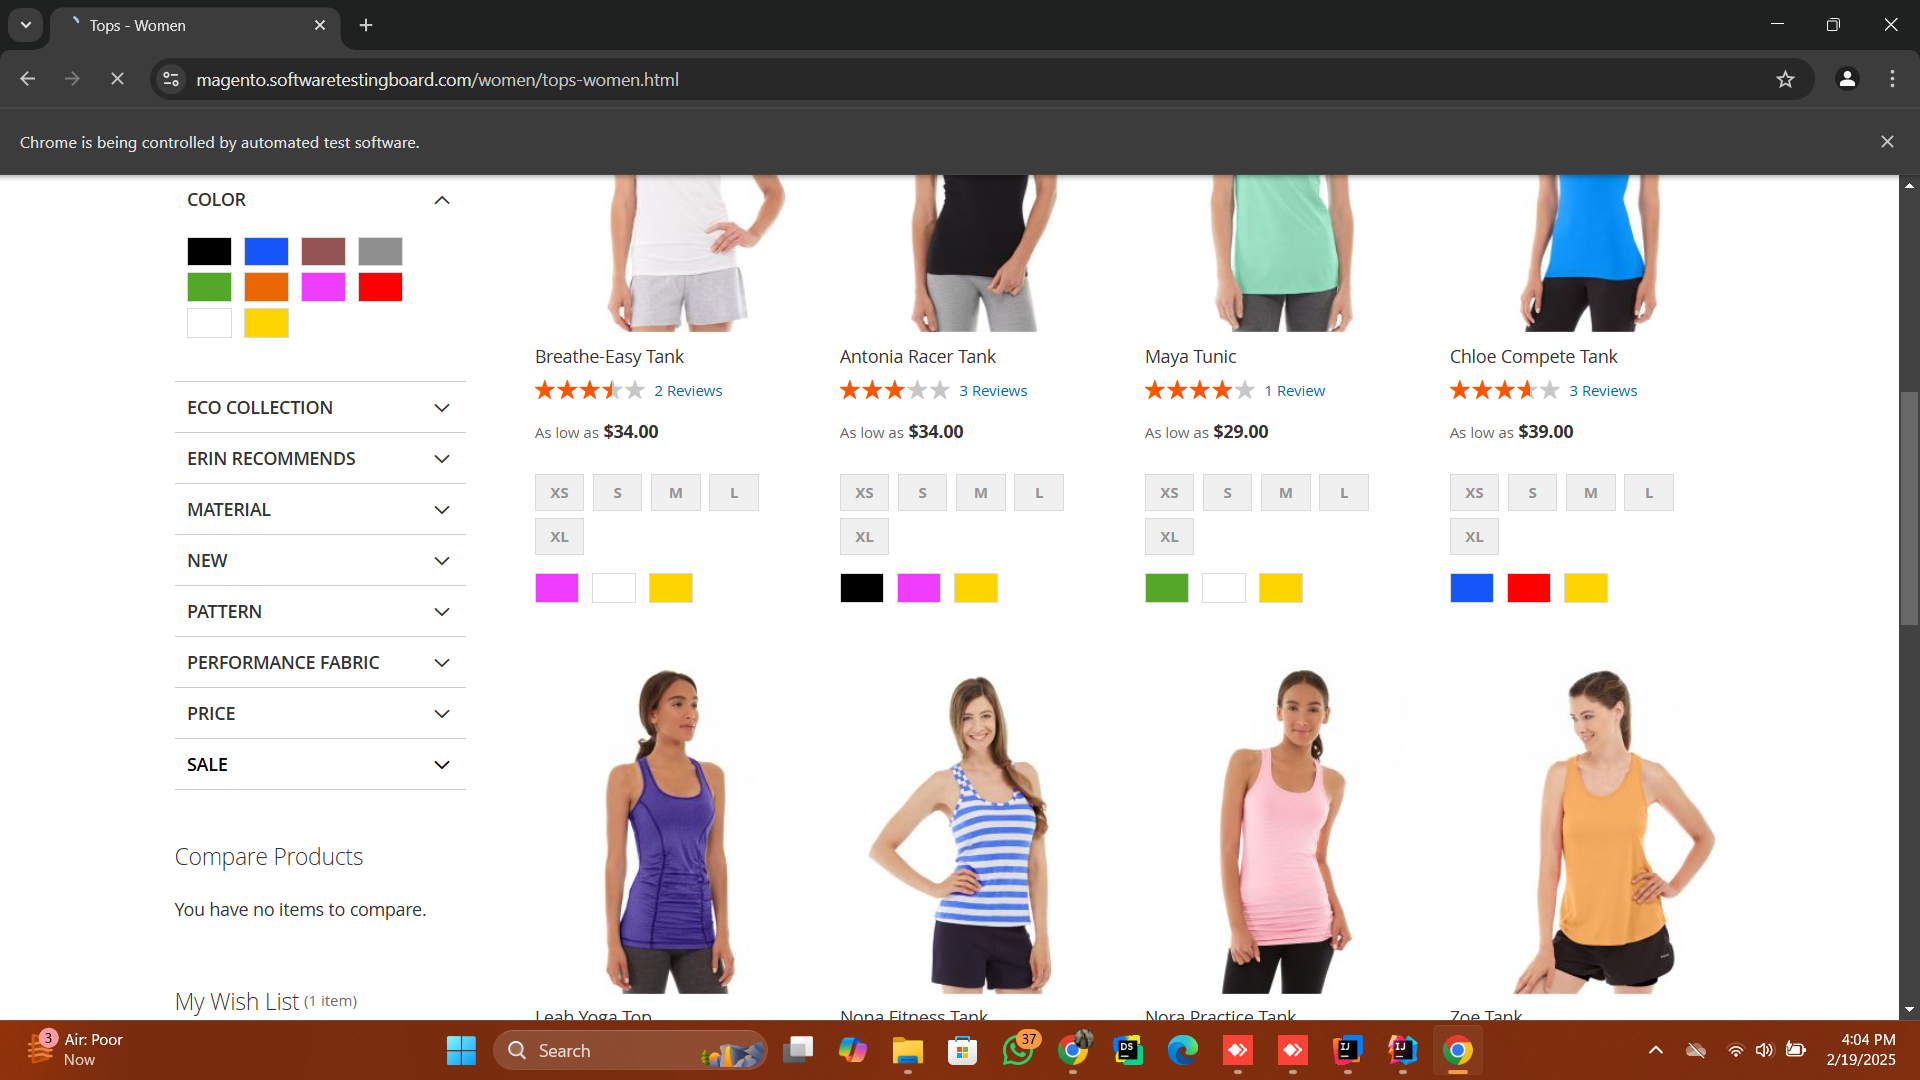 Tops - Women
magento.softwaretestingboard.com/women/tops-women.html
Chrome is being controlled by automated test software.
COLOR
ECO COLLECTION
ERIN RECOMMENDS
MATERIAL
NEW
PATTERN
PERFORMANCE FABRIC
PRICE
SALE
Compare Products
You have no items to compare.
My Wish List (1 item)
Breathe-Easy Tank
2 Reviews
As low as $34.00
XS S M L
XL
Antonia Racer Tank
3 Reviews
As low as $34.00
XS S M L
XL
Maya Tunic
1 Review
As low as $29.00
XS S M L
XL
Chloe Compete Tank
3 Reviews
As low as $39.00
XS S M L
XL
Leah Yoga Top
Nona Fitness Tank
Nora Practice Tank
Zoe Tank
3
Air: Poor
Now
Search
37
DS
IJ
IJ
4:04 PM
2/19/2025